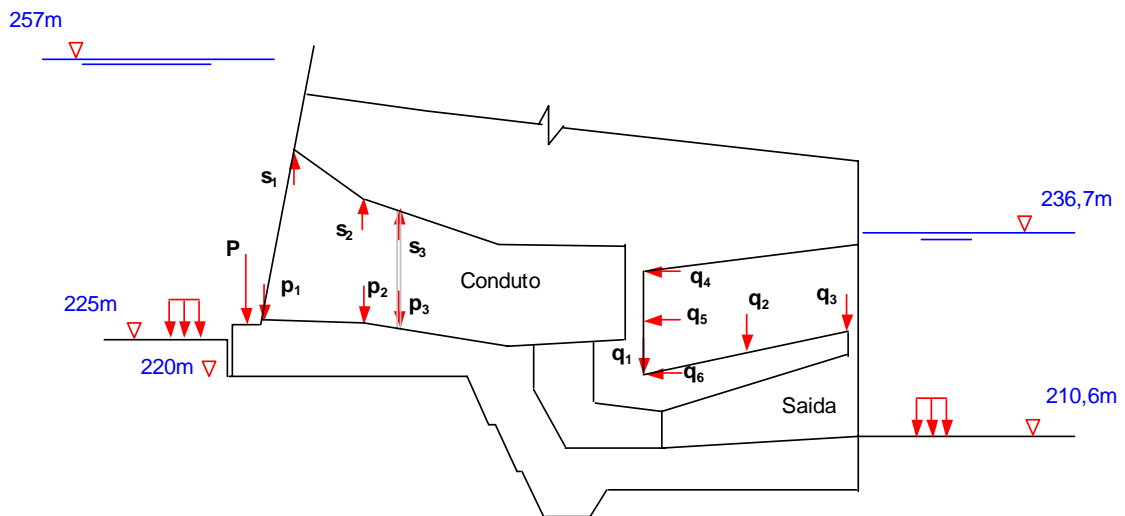 257m
s1
236,7m
s2
s3
P
Conduto
q4
p1
p2
p3
q2
q3
225m
q5
q1
q6
220m
210,6m
Saida